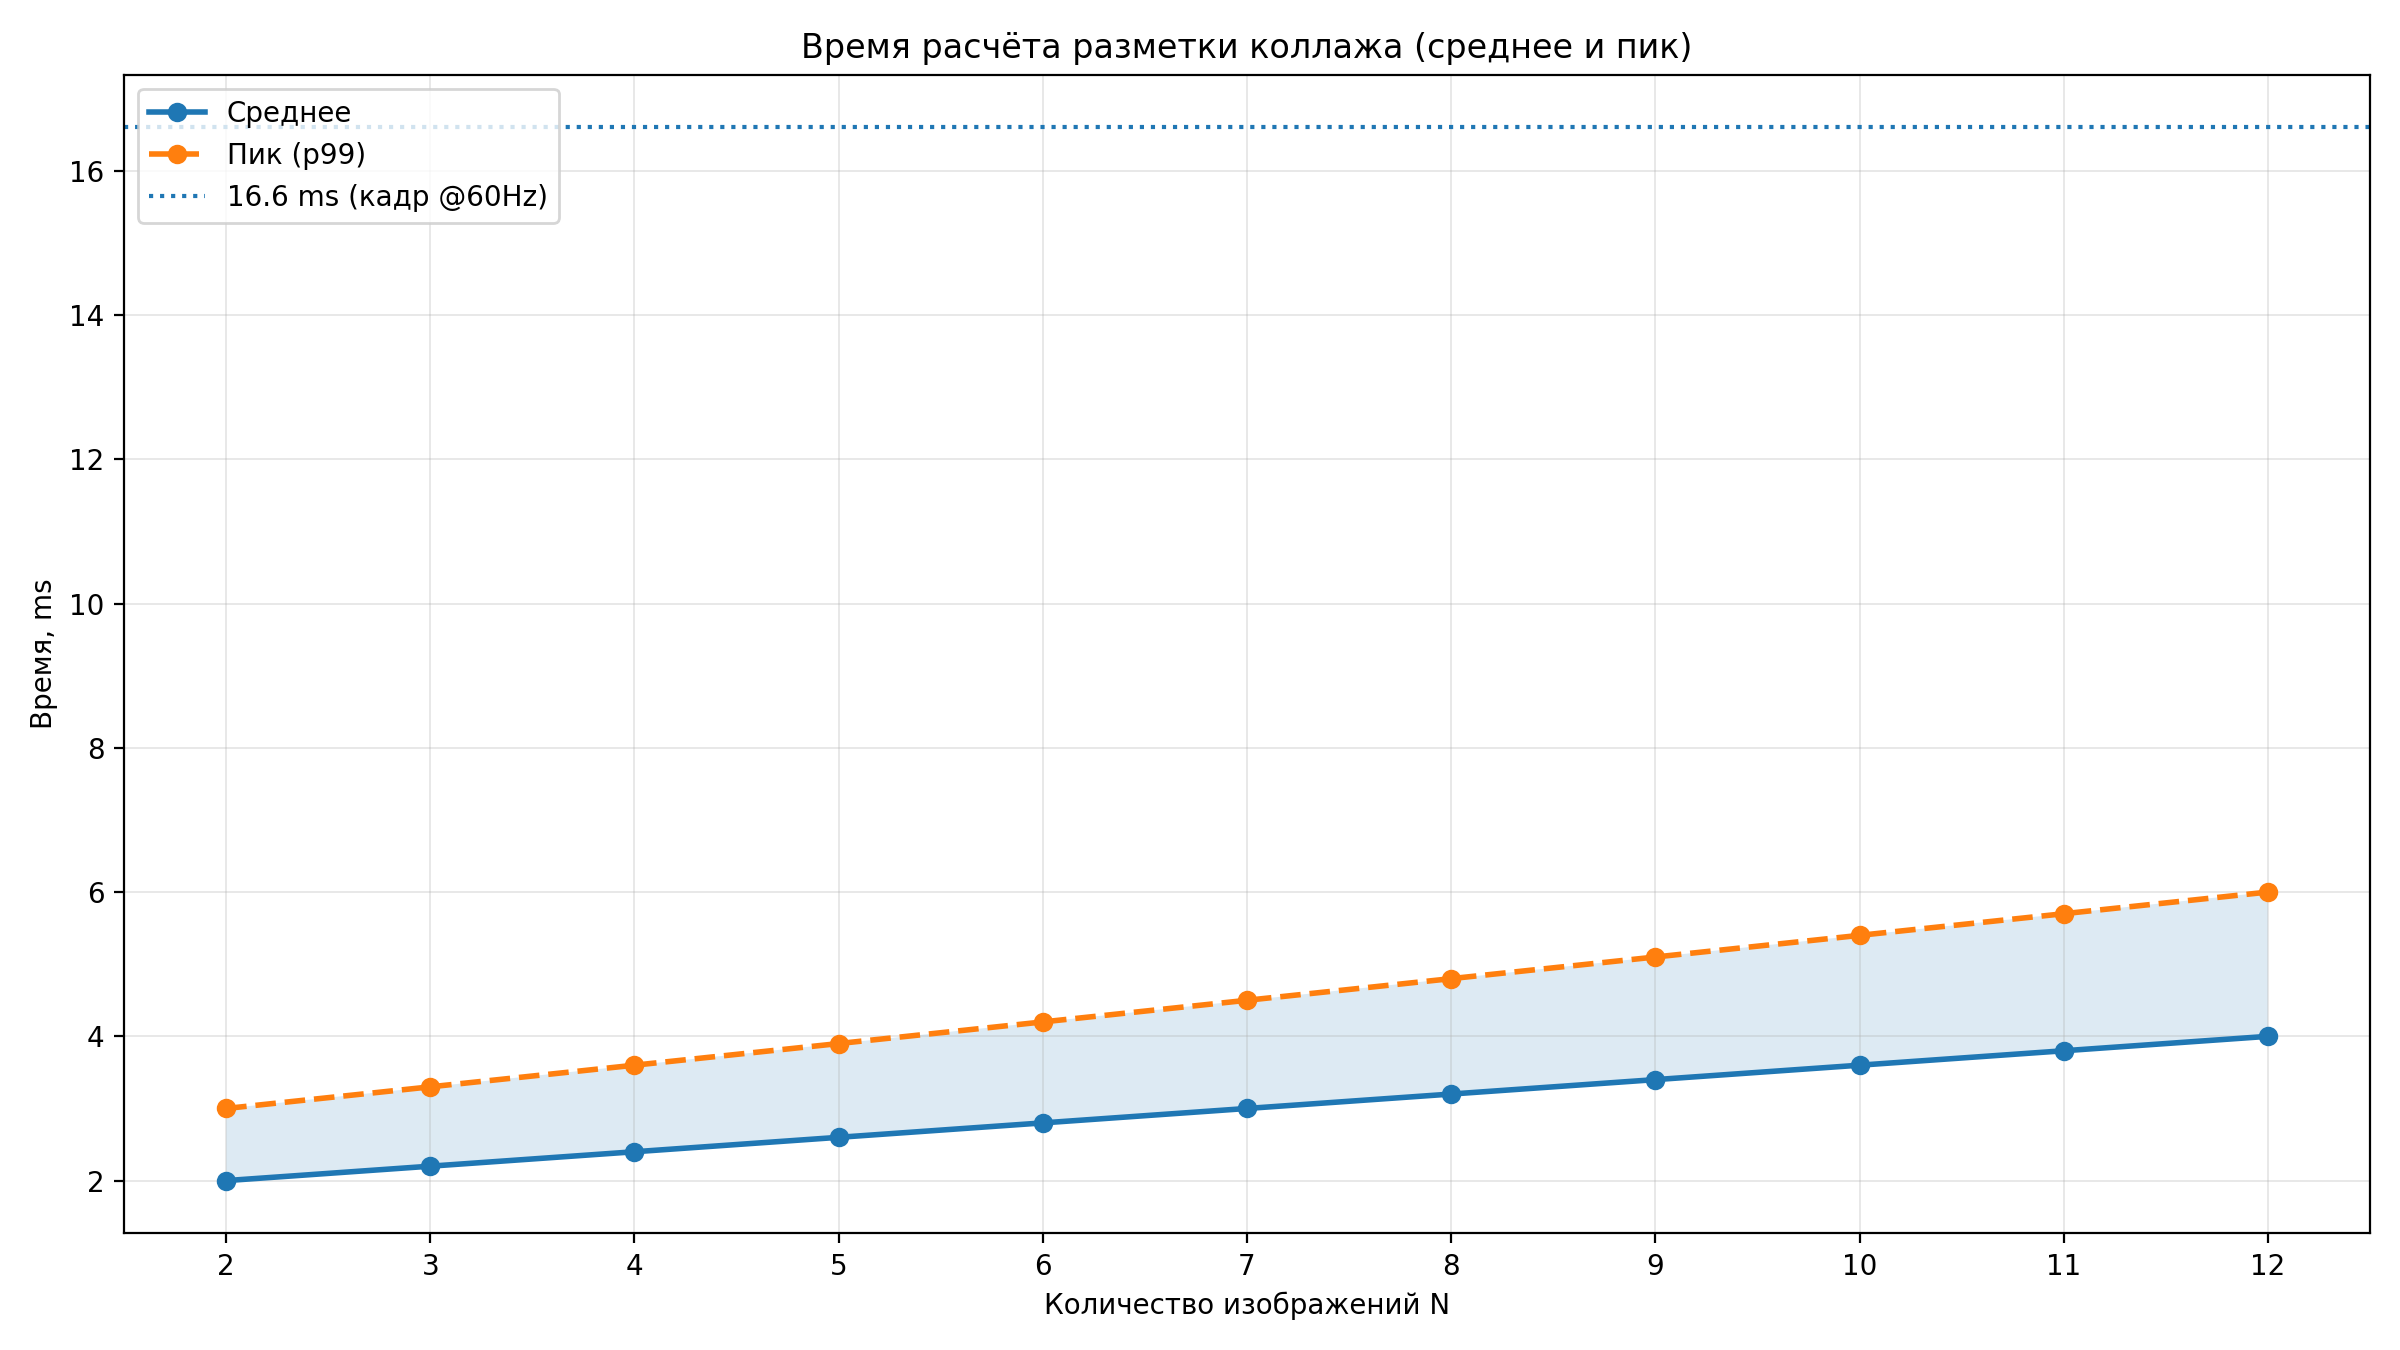 Время расчёта разметки коллажа (среднее и пик)
Среднее
Пик (p99)
16.6 ms (кадр @60Hz)
16
14
12
10
8
6
4
2
Время, ms
2 3 4 5 6 7 8 9 10 11 12
Количество изображений N